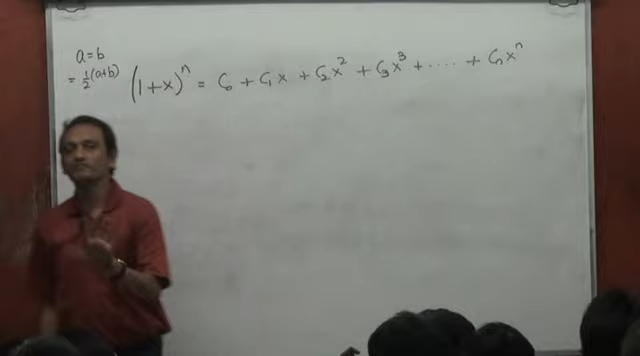 a = b
= 1/2 (a+b)
(1+x)^n = C₀ + C₁x + C₂x² + C₃x³ + ..... + Cₙxⁿ